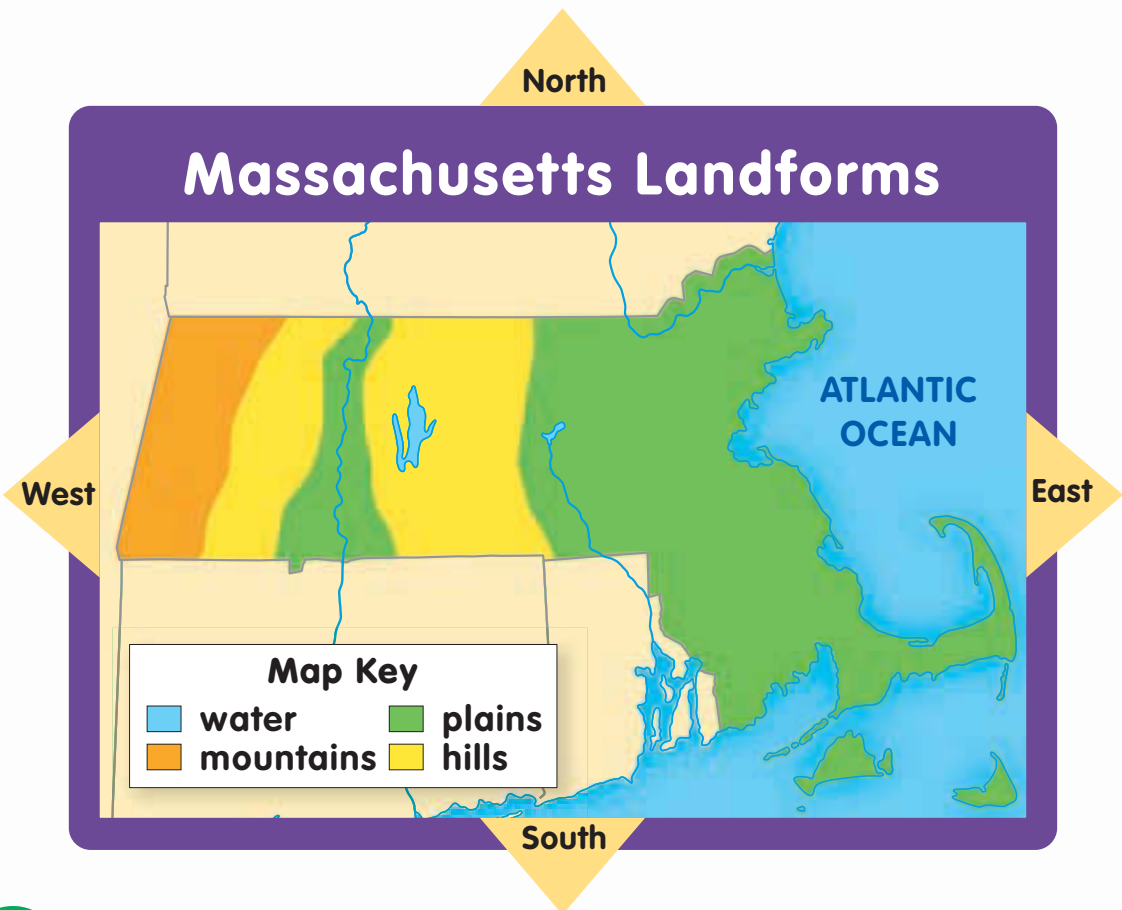 North
Massachusetts Landforms
ATLANTIC
OCEAN
West
East
Map Key
water
plains
mountains
hills
South